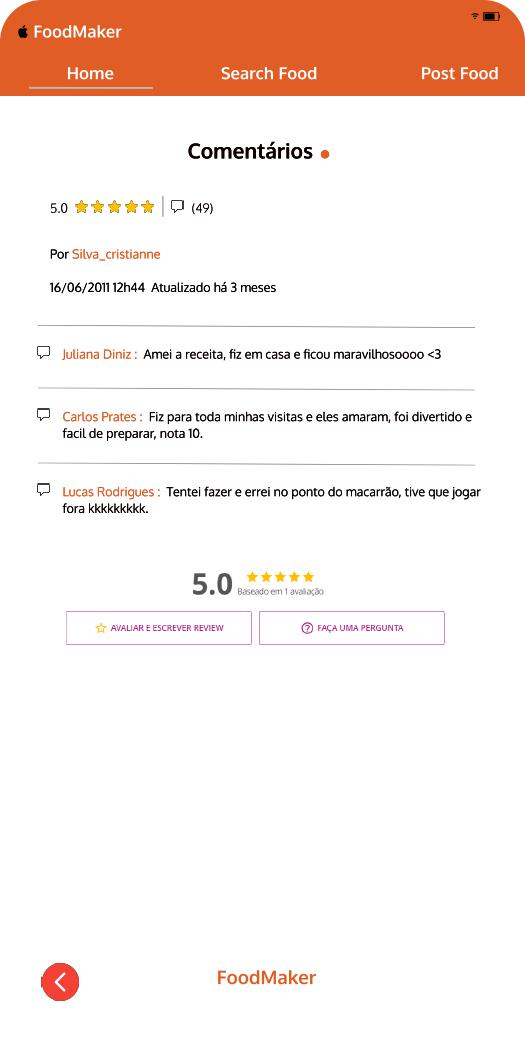 FoodMaker
Home Search Food Post Food
Comentários
5.0 (49)
Por Silva_cristianne
16/06/2011 12h44 Atualizado há 3 meses
Juliana Diniz : Amei a receita, fiz em casa e ficou maravilhosoooo <3
Carlos Prates : Fiz para toda minhas visitas e eles amaram, foi divertido e
facil de preparar, nota 10.
Lucas Rodrigues : Tentei fazer e errei no ponto do macarrão, tive que jogar
fora kkkkkkkkk.
5.0
Baseado em 1 avaliação
AVALIAR E ESCREVER REVIEW
FAÇA UMA PERGUNTA
FoodMaker